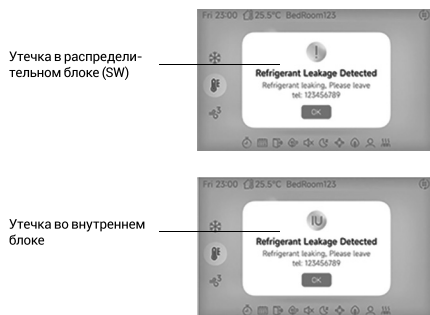 Fri 23:00 25.5°C BedRoom123
Утечка в распредели-
тельном блоке (SW)
!
Refrigerant Leakage Detected
Refrigerant leaking, Please leave
tel: 123456789
OK
3
Fri 23:00 25.5°C BedRoom123
Утечка во внутреннем
блоке
IU
Refrigerant Leakage Detected
Refrigerant leaking, Please leave
tel: 123456789
OK
3